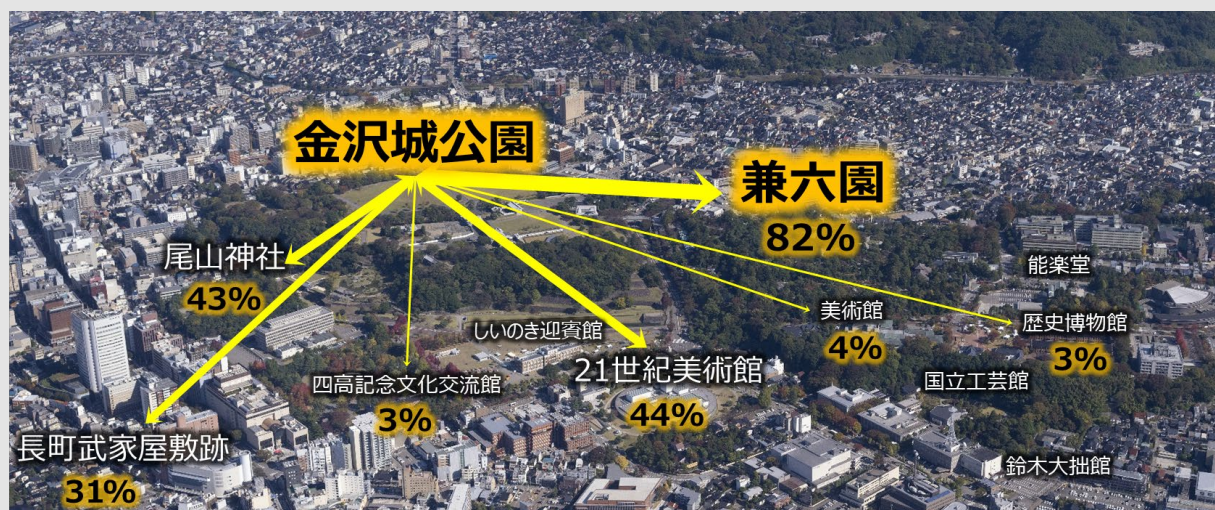 金沢城公園
兼六園
82%
尾山神社
43%
能楽堂
美術館
4%
歴史博物館
3%
しいのき迎賓館
21世紀美術館
44%
四高記念文化交流館
3%
国立工芸館
長町武家屋敷跡
31%
鈴木大拙館